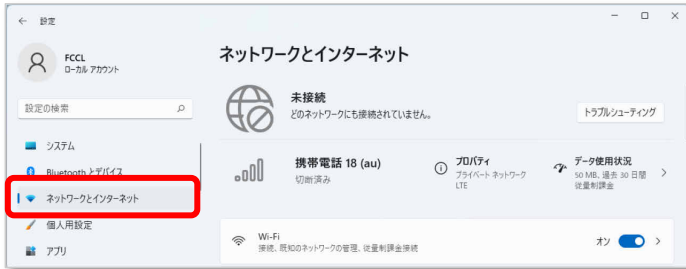 ← 設定
FCCL
ローカル アカウント
設定の検索
システム
Bluetooth とデバイス
ネットワークとインターネット
個人用設定
アプリ
ネットワークとインターネット
未接続
どのネットワークにも接続されていません。
トラブルシューティング
携帯電話 18 (au)
切断済み
プロパティ
プライベート ネットワーク
LTE
データ使用状況
50 MB、過去 30 日間
従量制課金
Wi-Fi
接続、既知のネットワークの管理、従量制課金接続
オン